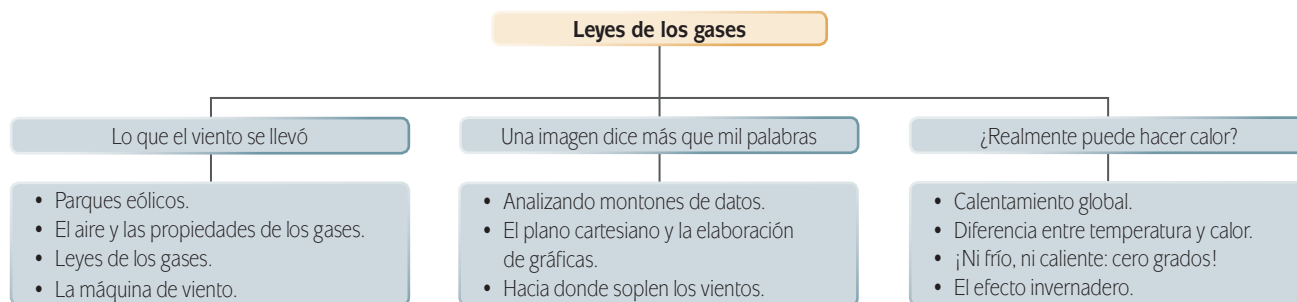 Leyes de los gases
Lo que el viento se llevó
• Parques eólicos.
• El aire y las propiedades de los gases.
• Leyes de los gases.
• La máquina de viento.
Una imagen dice más que mil palabras
• Analizando montones de datos.
• El plano cartesiano y la elaboración
de gráficas.
• Hacia donde soplen los vientos.
¿Realmente puede hacer calor?
• Calentamiento global.
• Diferencia entre temperatura y calor.
• ¡Ni frío, ni caliente: cero grados!
• El efecto invernadero.